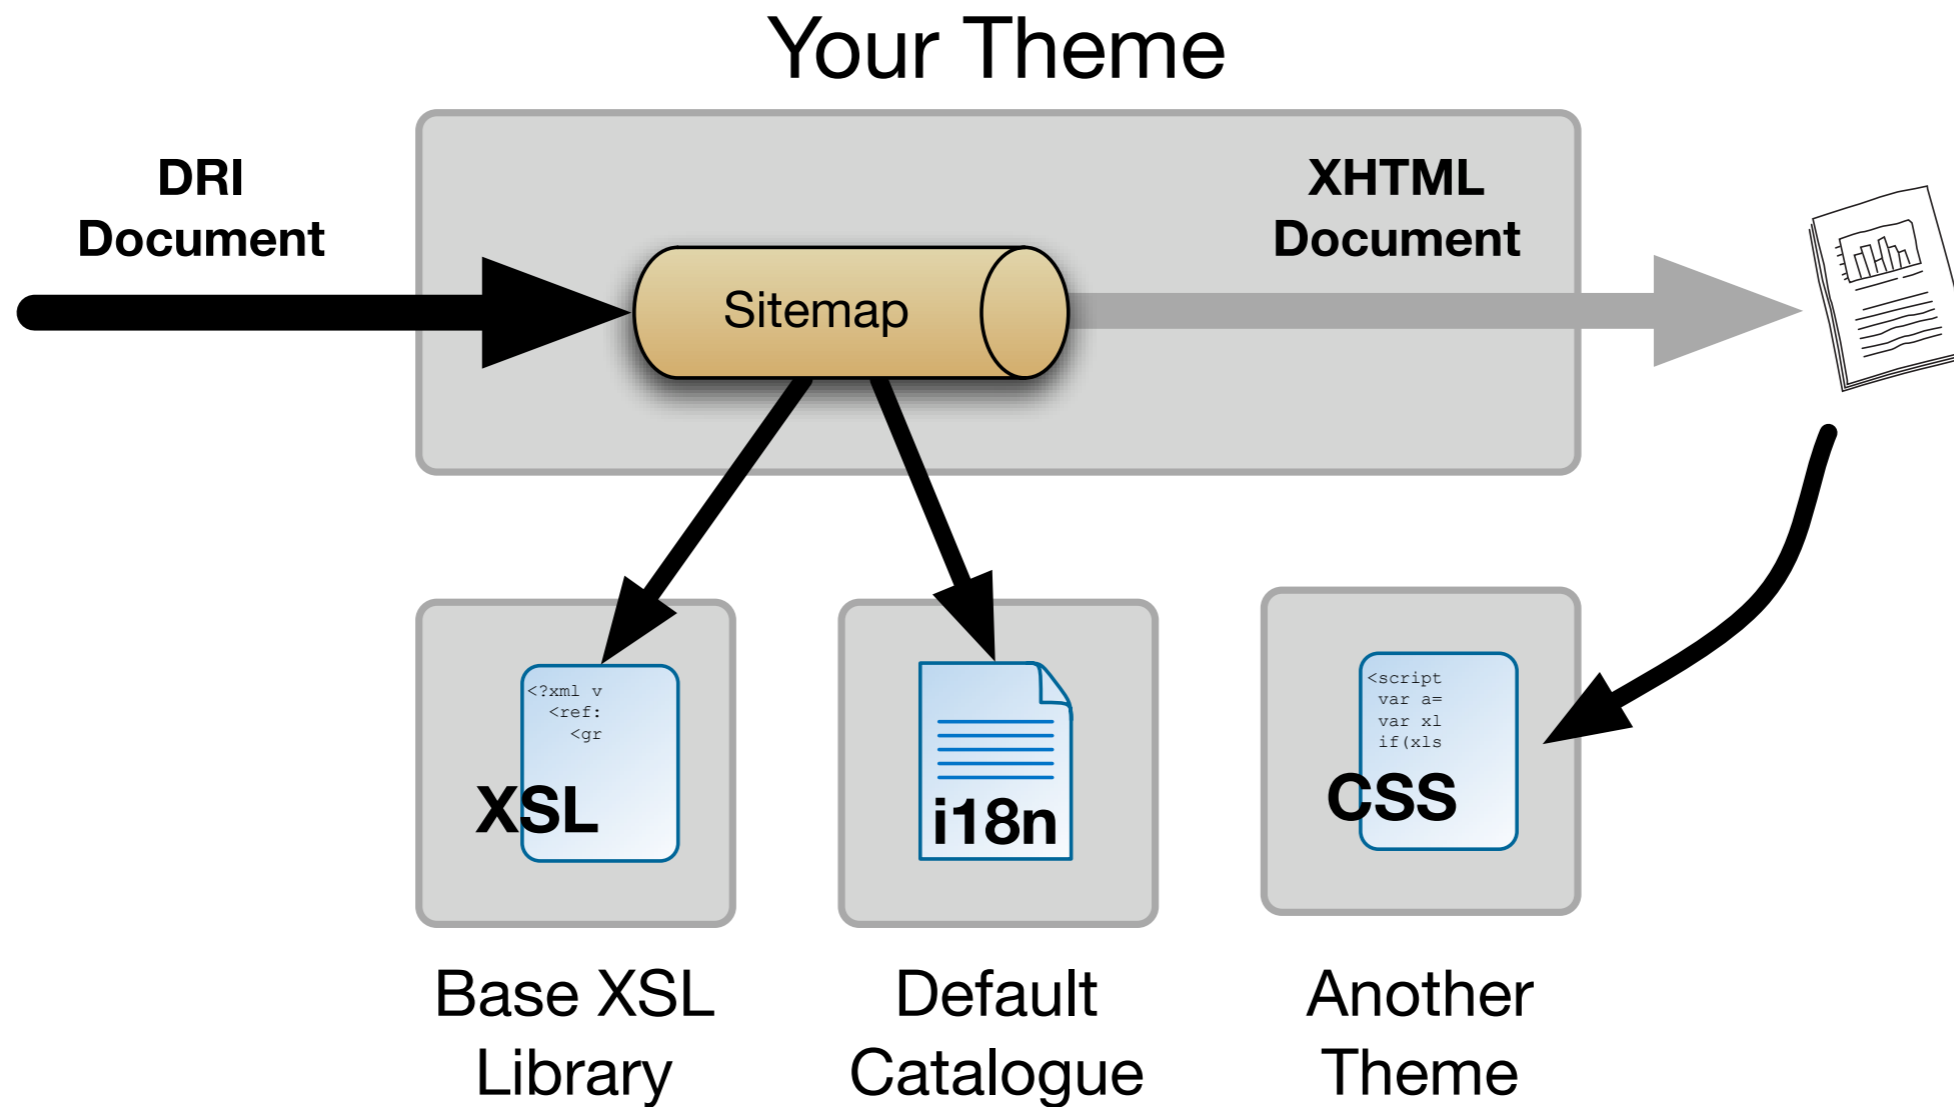 Your Theme
DRI
Document
XHTML
Document
Sitemap
<?xml v
<ref:
<gr
XSL
i18n
<script
var a=
var xl
if(xls
CSS
Base XSL
Library
Default
Catalogue
Another
Theme